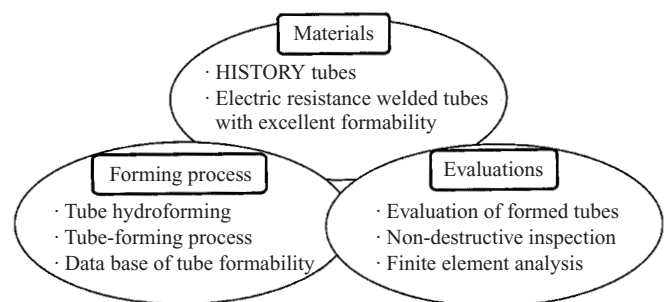 Materials
· HISTORY tubes
· Electric resistance welded tubes
with excellent formability
Forming process
· Tube hydroforming
· Tube-forming process
· Data base of tube formability
Evaluations
· Evaluation of formed tubes
· Non-destructive inspection
· Finite element analysis